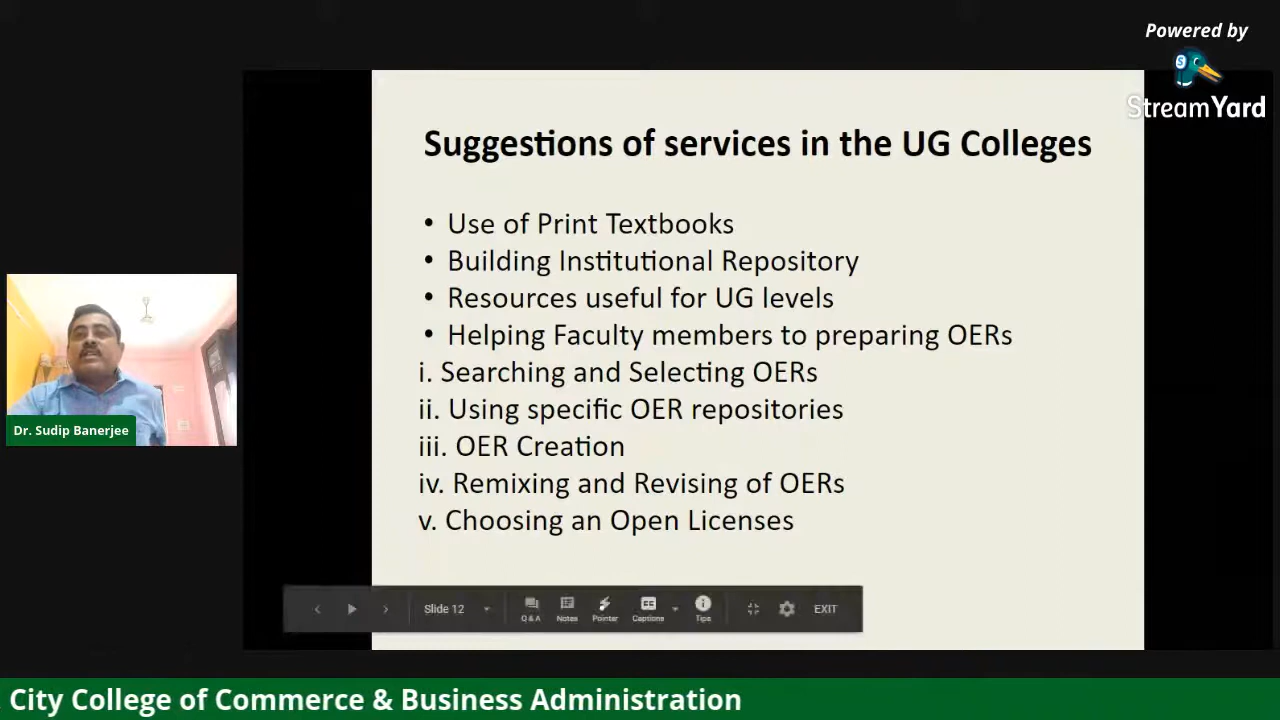 Powered by
StreamYard
Suggestions of services in the UG Colleges
• Use of Print Textbooks
• Building Institutional Repository
• Resources useful for UG levels
• Helping Faculty members to preparing OERs
i. Searching and Selecting OERs
ii. Using specific OER repositories
iii. OER Creation
iv. Remixing and Revising of OERs
v. Choosing an Open Licenses
Dr. Sudip Banerjee
Slide 12
Q & A
Notes
Pointer
CC
Captions
Tips
EXIT
City College of Commerce & Business Administration